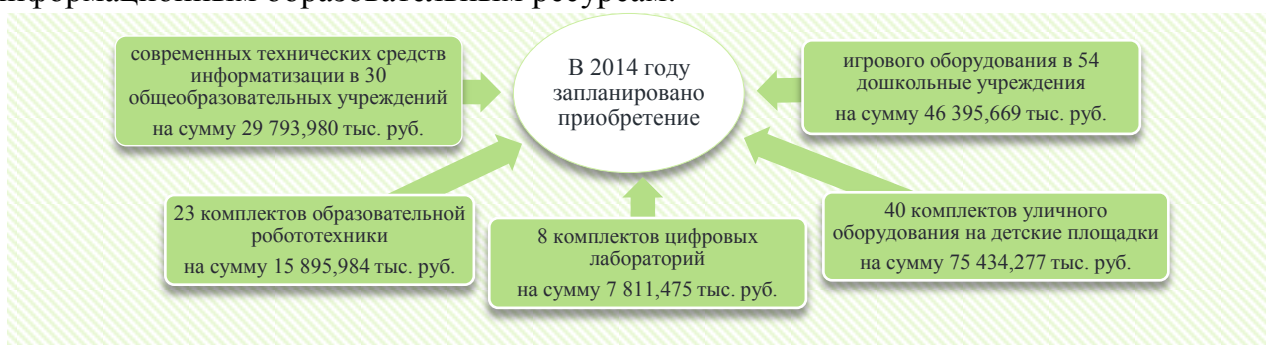 современных технических средств
информатизации в 30
общеобразовательных учреждений
на сумму 29 793,980 тыс. руб.
В 2014 году
запланировано
приобретение
игрового оборудования в 54
дошкольные учреждения
на сумму 46 395,669 тыс. руб.
23 комплектов образовательной
робототехники
на сумму 15 895,984 тыс. руб.
8 комплектов цифровых
лабораторий
на сумму 7 811,475 тыс. руб.
40 комплектов уличного
оборудования на детские площадки
на сумму 75 434,277 тыс. руб.